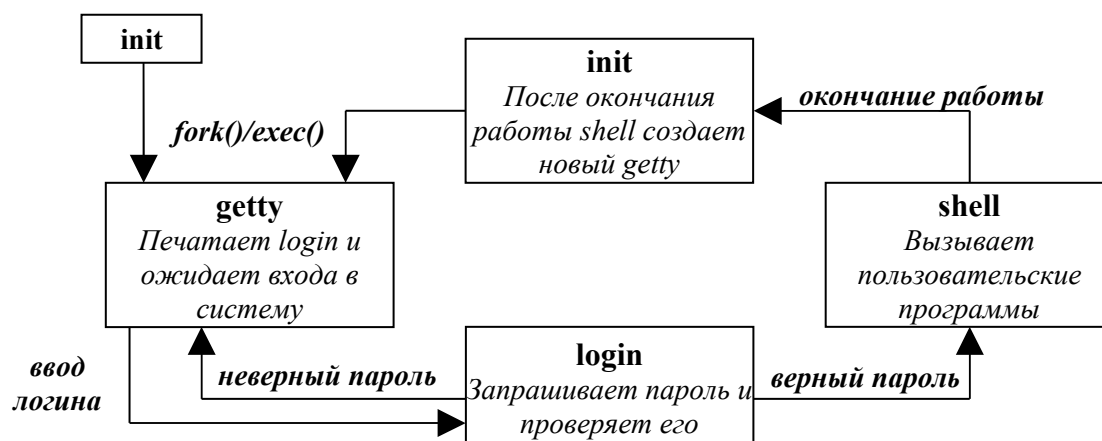 init
fork()/exec()
init
После окончания
работы shell создает
новый getty
окончание работы
getty
Печатает login и
ожидает входа в
систему
shell
Вызывает
пользовательские
программы
ввод
логина
неверный пароль
login
Запрашивает пароль и
проверяет его
верный пароль